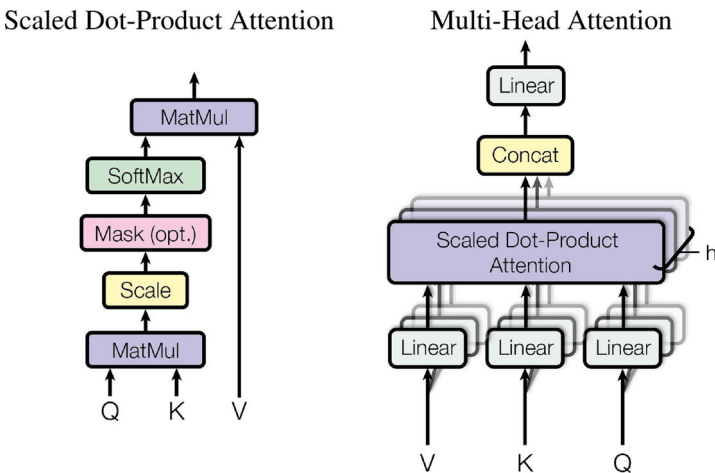 Scaled Dot-Product Attention
MatMul
SoftMax
Mask (opt.)
Scale
MatMul
Q K V
Multi-Head Attention
Linear
Concat
Scaled Dot-Product
Attention
h
Linear Linear Linear
V K Q